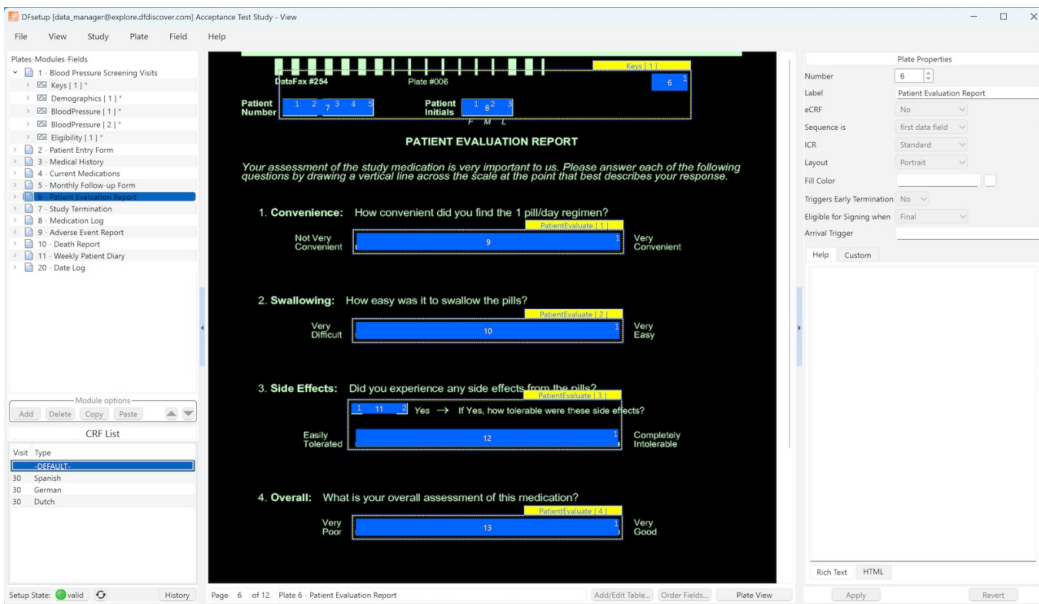 DFsetup [data_manager@explore.dfdiscover.com] Acceptance Test Study - View
File View Study Plate Field Help
Plates-Modules-Fields
1 - Blood Pressure Screening Visits
Keys [ 1 ] *
Demographics [ 1 ] *
BloodPressure [ 1 ] *
BloodPressure [ 2 ] *
Eligibility [ 1 ] *
2 - Patient Entry Form
3 - Medical History
4 - Current Medications
5 - Monthly Follow-up Form
6 - Patient Evaluation Report
7 - Study Termination
8 - Medication Log
9 - Adverse Event Report
10 - Death Report
11 - Weekly Patient Diary
20 - Date Log
Module options
Add Delete Copy Paste
CRF List
Visit Type
-DEFAULT-
30 Spanish
30 German
30 Dutch
Setup State: valid History
Keys [ 1 ]
DataFax #254 Plate #006 6 1
Patient Number 1 2 7 3 4 5 Patient Initials 1 8 2 3
F M L
PATIENT EVALUATION REPORT
Your assessment of the study medication is very important to us. Please answer each of the following
questions by drawing a vertical line across the scale at the point that best describes your response.
1. Convenience: How convenient did you find the 1 pill/day regimen?
PatientEvaluate [ 1 ]
Not Very Convenient 9 1 Very Convenient
2. Swallowing: How easy was it to swallow the pills?
PatientEvaluate [ 2 ]
Very Difficult 10 1 Very Easy
3. Side Effects: Did you experience any side effects from the pills?
PatientEvaluate [ 3 ]
1 11 2 Yes → If Yes, how tolerable were these side effects?
Easily Tolerated 12 1 Completely Intolerable
4. Overall: What is your overall assessment of this medication?
PatientEvaluate [ 4 ]
Very Poor 13 1 Very Good
Page 6 of 12 Plate 6 - Patient Evaluation Report Add/Edit Table... Order Fields... Plate View
Plate Properties
Number 6
Label Patient Evaluation Report
eCRF No
Sequence is first data field
ICR Standard
Layout Portrait
Fill Color
Triggers Early Termination No
Eligible for Signing when Final
Arrival Trigger
Help Custom
Rich Text HTML
Apply Revert